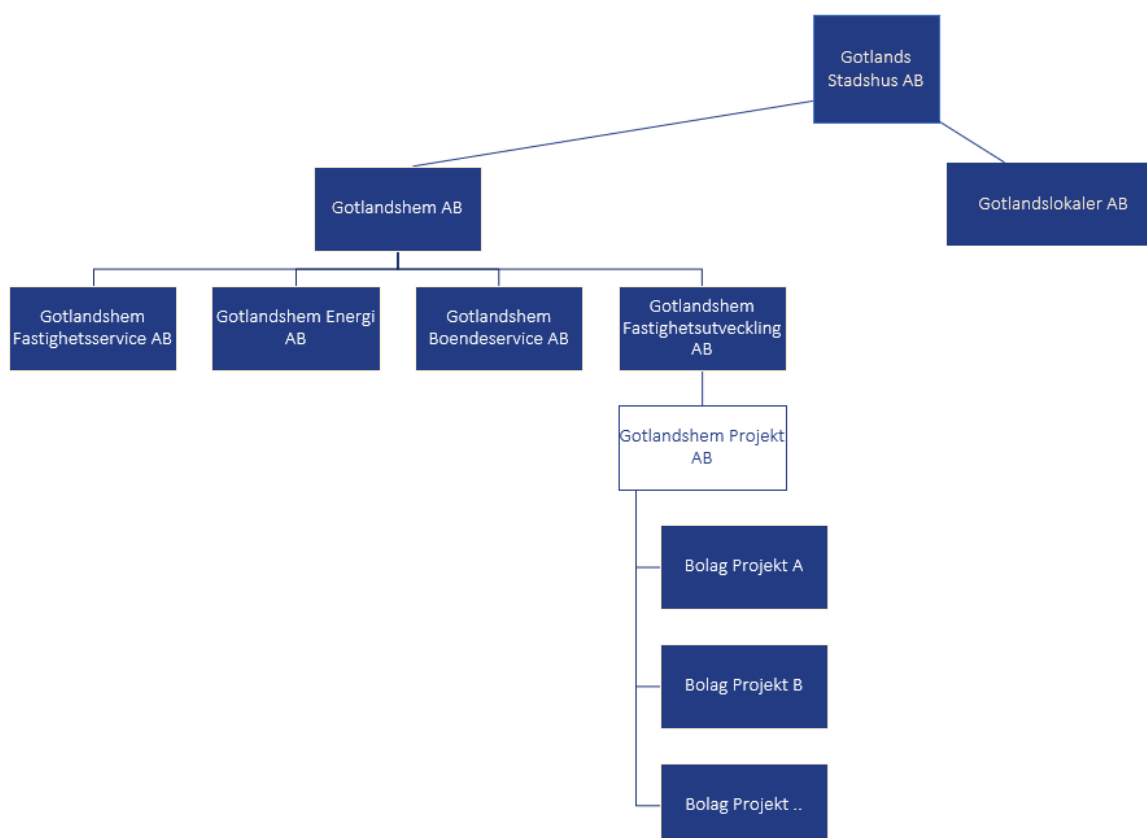 Gotlands
Stadshus AB
Gotlandshem AB
Gotlandslokaler AB
Gotlandshem
Fastighetsservice AB
Gotlandshem Energi
AB
Gotlandshem
Boendeservice AB
Gotlandshem
Fastighetsutveckling
AB
Gotlandshem Projekt
AB
Bolag Projekt A
Bolag Projekt B
Bolag Projekt ..